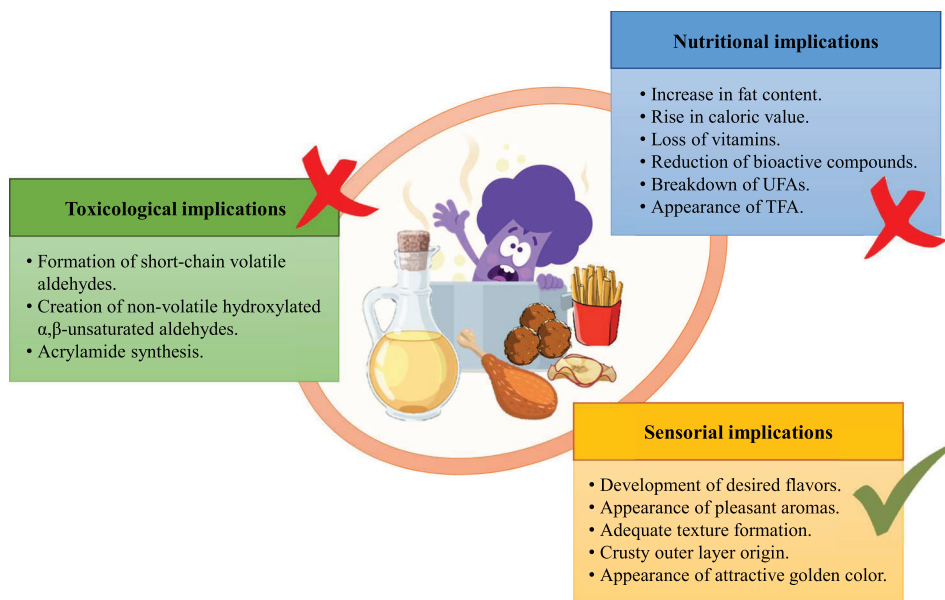 Nutritional implications
• Increase in fat content.
• Rise in caloric value.
• Loss of vitamins.
• Reduction of bioactive compounds.
• Breakdown of UFAs.
• Appearance of TFA.
Toxicological implications
• Formation of short-chain volatile
aldehydes.
• Creation of non-volatile hydroxylated
α,β-unsaturated aldehydes.
• Acrylamide synthesis.
Sensorial implications
• Development of desired flavors.
• Appearance of pleasant aromas.
• Adequate texture formation.
• Crusty outer layer origin.
• Appearance of attractive golden color.